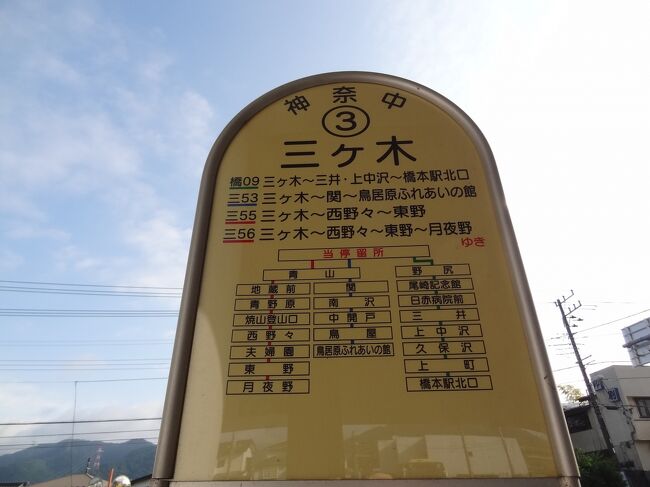 神奈中
③
三ヶ木
橋09 三ヶ木〜三井・上中沢〜橋本駅北口
三53 三ヶ木〜関〜鳥居原ふれあいの館
三55 三ヶ木〜西野々〜東野
三56 三ヶ木〜西野々〜東野〜月夜野
ゆき
当停留所
青山
地蔵前
青野原
焼山登山口
西野々
夫婦園
東野
月夜野
関
南沢
中開戸
鳥屋
鳥居原ふれあいの館
野尻
尾崎記念館
日赤病院前
三井
上中沢
久保沢
上町
橋本駅北口